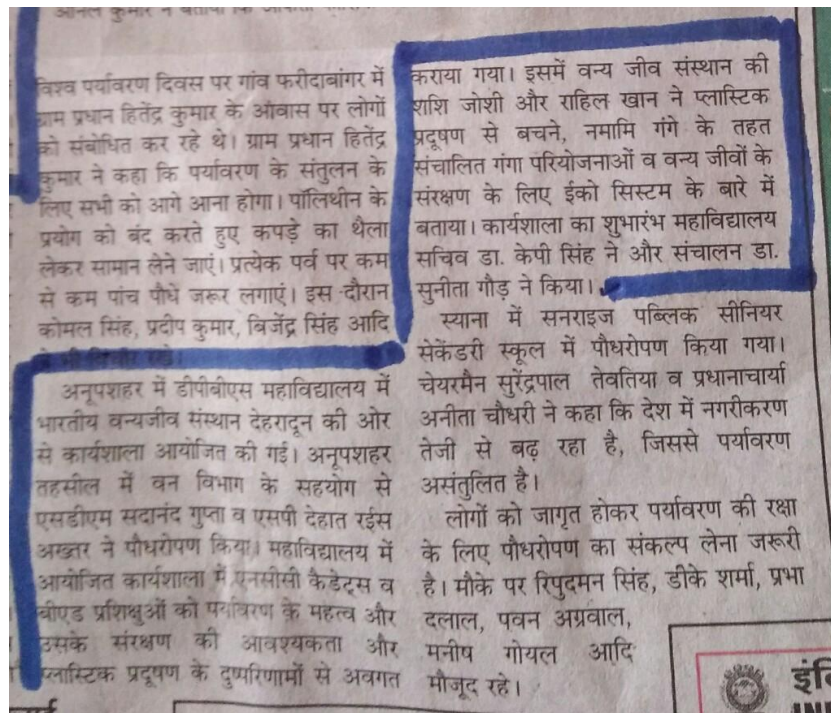 अनिल कुमार ने बताया कि
विश्व पर्यावरण दिवस पर गांव फरीदाबांगर में
ग्राम प्रधान हितेंद्र कुमार के आवास पर लोगों
को संबोधित कर रहे थे। ग्राम प्रधान हितेंद्र
कुमार ने कहा कि पर्यावरण के संतुलन के
लिए सभी को आगे आना होगा। पॉलिथीन के
प्रयोग को बंद करते हुए कपड़े का थैला
लेकर सामान लेने जाएं। प्रत्येक पर्व पर कम
से कम पांच पौधे जरूर लगाएं। इस दौरान
कोमल सिंह, प्रदीप कुमार, बिजेंद्र सिंह आदि
ने भी विचार रखे।
अनूपशहर में डीपीबीएस महाविद्यालय में
भारतीय वन्यजीव संस्थान देहरादून की ओर
से कार्यशाला आयोजित की गई। अनूपशहर
तहसील में वन विभाग के सहयोग से
एसडीएम सदानंद गुप्ता व एसपी देहात रईस
अख्तर ने पौधरोपण किया। महाविद्यालय में
आयोजित कार्यशाला में एनसीसी कैडेट्स व
बीएड प्रशिक्षुओं को पर्यावरण के महत्व और
उसके संरक्षण की आवश्यकता और
प्लास्टिक प्रदूषण के दुष्परिणामों से अवगत
कराया गया। इसमें वन्य जीव संस्थान की
शशि जोशी और राहिल खान ने प्लास्टिक
प्रदूषण से बचने, नमामि गंगे के तहत
संचालित गंगा परियोजनाओं व वन्य जीवों के
संरक्षण के लिए ईको सिस्टम के बारे में
बताया। कार्यशाला का शुभारंभ महाविद्यालय
सचिव डा. केपी सिंह ने और संचालन डा.
सुनीता गौड़ ने किया।
स्याना में सनराइज पब्लिक सीनियर
सेकेंडरी स्कूल में पौधरोपण किया गया।
चेयरमैन सुरेंद्रपाल तेवतिया व प्रधानाचार्या
अनीता चौधरी ने कहा कि देश में नगरीकरण
तेजी से बढ़ रहा है, जिससे पर्यावरण
असंतुलित है।
लोगों को जागृत होकर पर्यावरण की रक्षा
के लिए पौधरोपण का संकल्प लेना जरूरी
है। मौके पर रिपुदमन सिंह, डीके शर्मा, प्रभा
दलाल, पवन अग्रवाल,
मनीष गोयल आदि
मौजूद रहे।